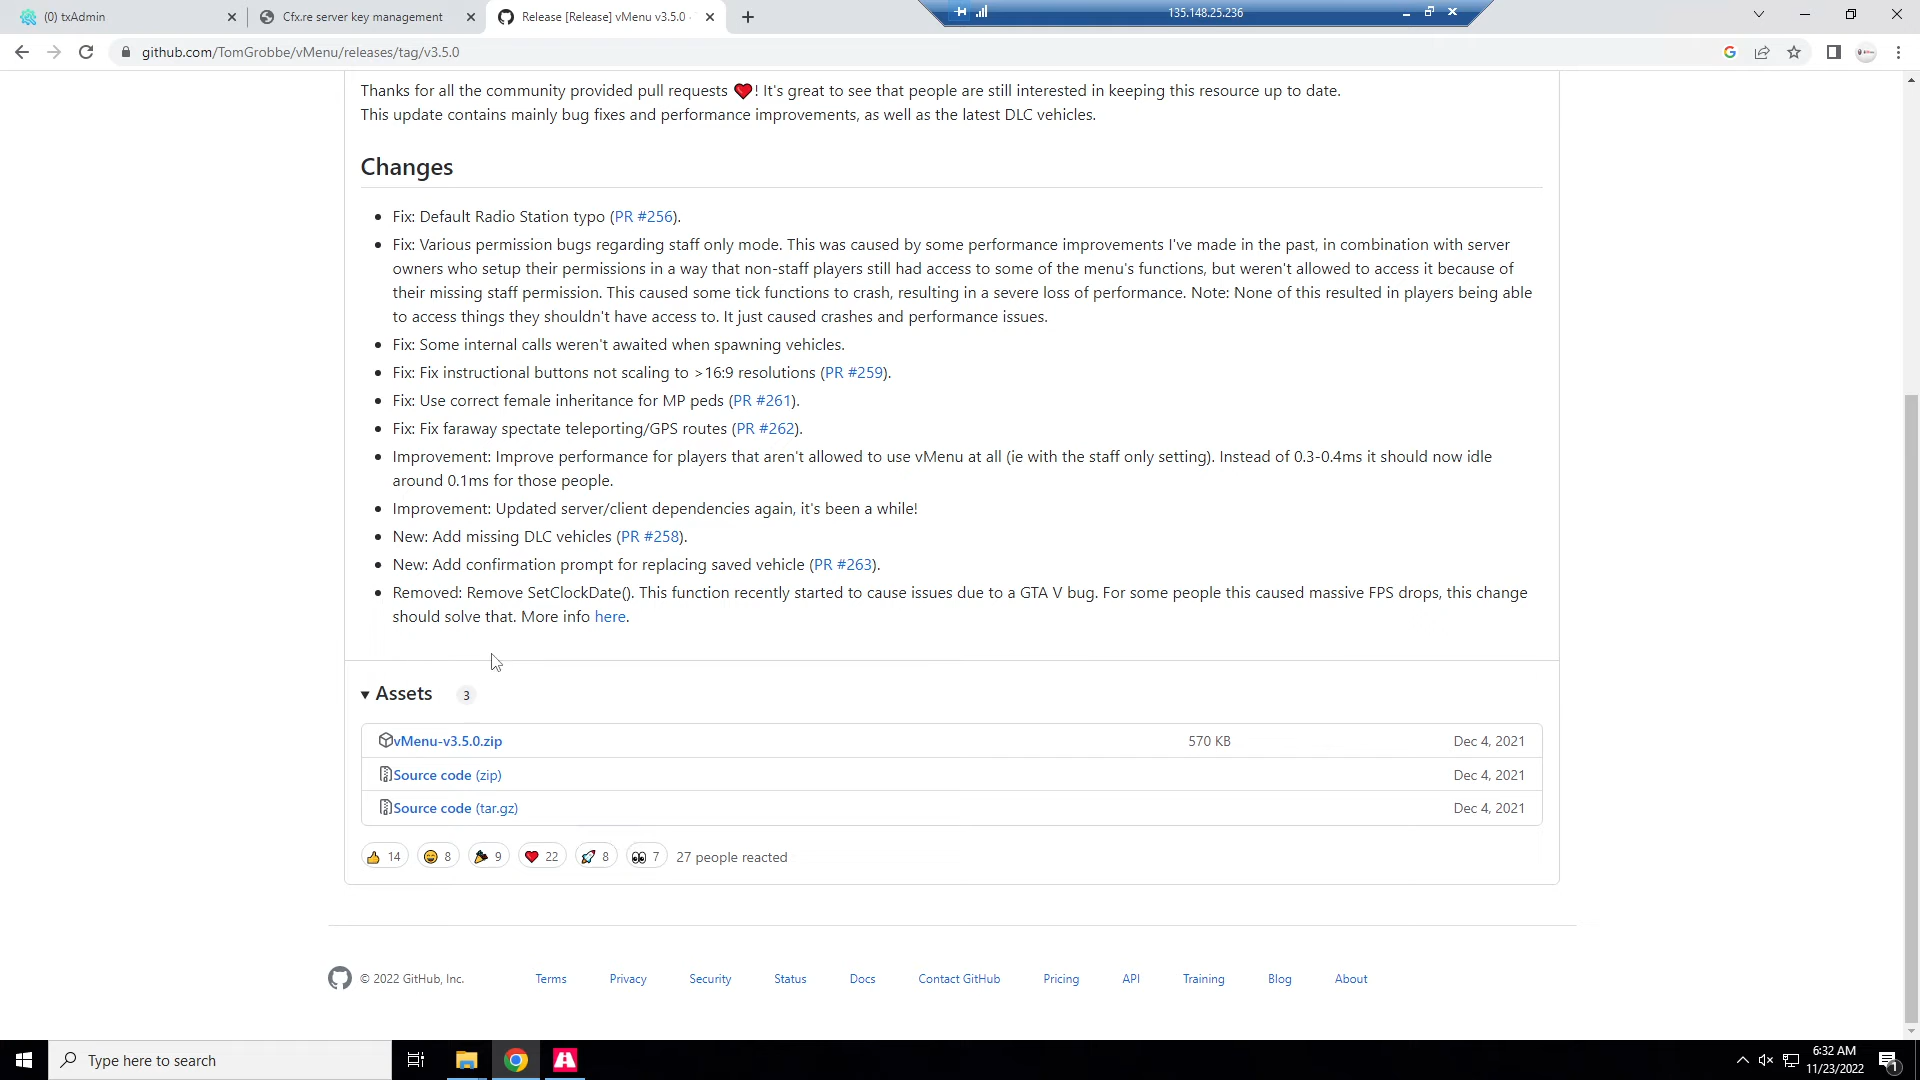 (0) txAdmin
Cfx.re server key management
Release [Release] vMenu v3.5.0 ·
135.148.25.236
github.com/TomGrobbe/vMenu/releases/tag/v3.5.0
Thanks for all the community provided pull requests ❤️! It's great to see that people are still interested in keeping this resource up to date.
This update contains mainly bug fixes and performance improvements, as well as the latest DLC vehicles.
Changes
• Fix: Default Radio Station typo (PR #256).
• Fix: Various permission bugs regarding staff only mode. This was caused by some performance improvements I've made in the past, in combination with server
owners who setup their permissions in a way that non-staff players still had access to some of the menu's functions, but weren't allowed to access it because of
their missing staff permission. This caused some tick functions to crash, resulting in a severe loss of performance. Note: None of this resulted in players being able
to access things they shouldn't have access to. It just caused crashes and performance issues.
• Fix: Some internal calls weren't awaited when spawning vehicles.
• Fix: Fix instructional buttons not scaling to >16:9 resolutions (PR #259).
• Fix: Use correct female inheritance for MP peds (PR #261).
• Fix: Fix faraway spectate teleporting/GPS routes (PR #262).
• Improvement: Improve performance for players that aren't allowed to use vMenu at all (ie with the staff only setting). Instead of 0.3-0.4ms it should now idle
around 0.1ms for those people.
• Improvement: Updated server/client dependencies again, it's been a while!
• New: Add missing DLC vehicles (PR #258).
• New: Add confirmation prompt for replacing saved vehicle (PR #263).
• Removed: Remove SetClockDate(). This function recently started to cause issues due to a GTA V bug. For some people this caused massive FPS drops, this change
should solve that. More info here.
Assets 3
vMenu-v3.5.0.zip 570 KB Dec 4, 2021
Source code (zip) Dec 4, 2021
Source code (tar.gz) Dec 4, 2021
14 8 9 22 8 7 27 people reacted
© 2022 GitHub, Inc. Terms Privacy Security Status Docs Contact GitHub Pricing API Training Blog About
Type here to search
6:32 AM
11/23/2022
1